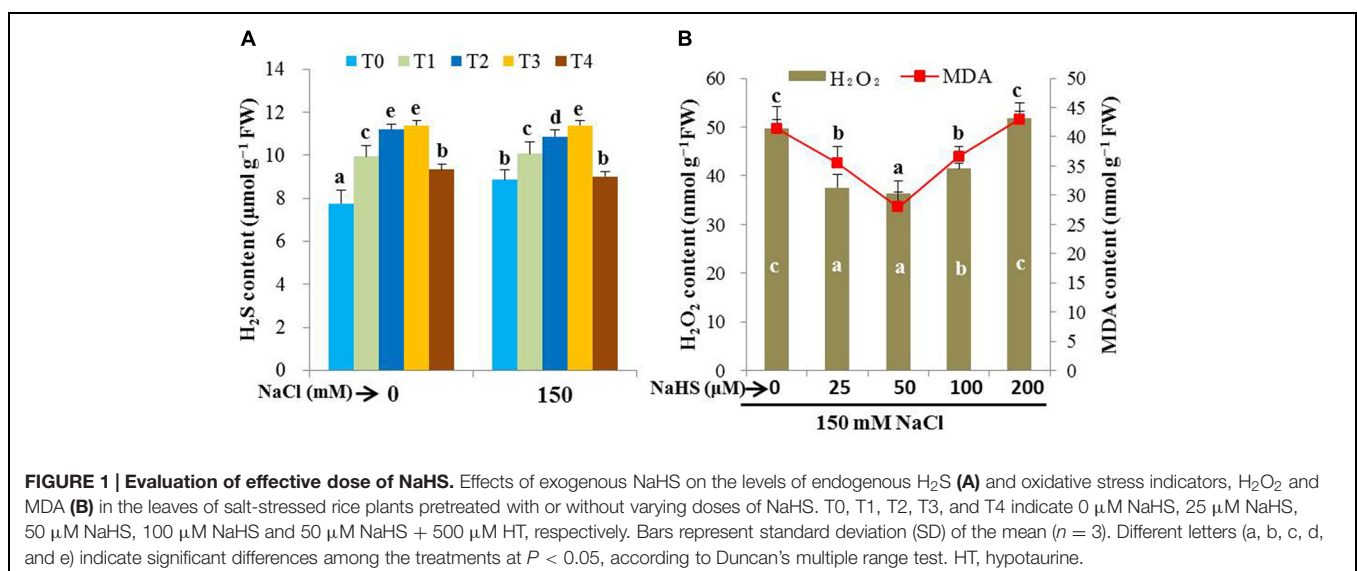 A
T0 T1 T2 T3 T4
H₂S content (µmol g⁻¹ FW)
14
12
10
8
6
4
2
0
a c e e b
b c d e b
NaCl (mM) → 0 150
B
H₂O₂ MDA
H₂O₂ content (nmol g⁻¹ FW)
60
50
40
30
20
10
0
c b a b c
c a a b c
MDA content (nmol g⁻¹ FW)
50
45
40
35
30
25
20
15
10
5
0
NaHS (µM) → 0 25 50 100 200
150 mM NaCl
FIGURE 1 | Evaluation of effective dose of NaHS. Effects of exogenous NaHS on the levels of endogenous H₂S (A) and oxidative stress indicators, H₂O₂ and
MDA (B) in the leaves of salt-stressed rice plants pretreated with or without varying doses of NaHS. T0, T1, T2, T3, and T4 indicate 0 µM NaHS, 25 µM NaHS,
50 µM NaHS, 100 µM NaHS and 50 µM NaHS + 500 µM HT, respectively. Bars represent standard deviation (SD) of the mean (n = 3). Different letters (a, b, c, d,
and e) indicate significant differences among the treatments at P < 0.05, according to Duncan's multiple range test. HT, hypotaurine.